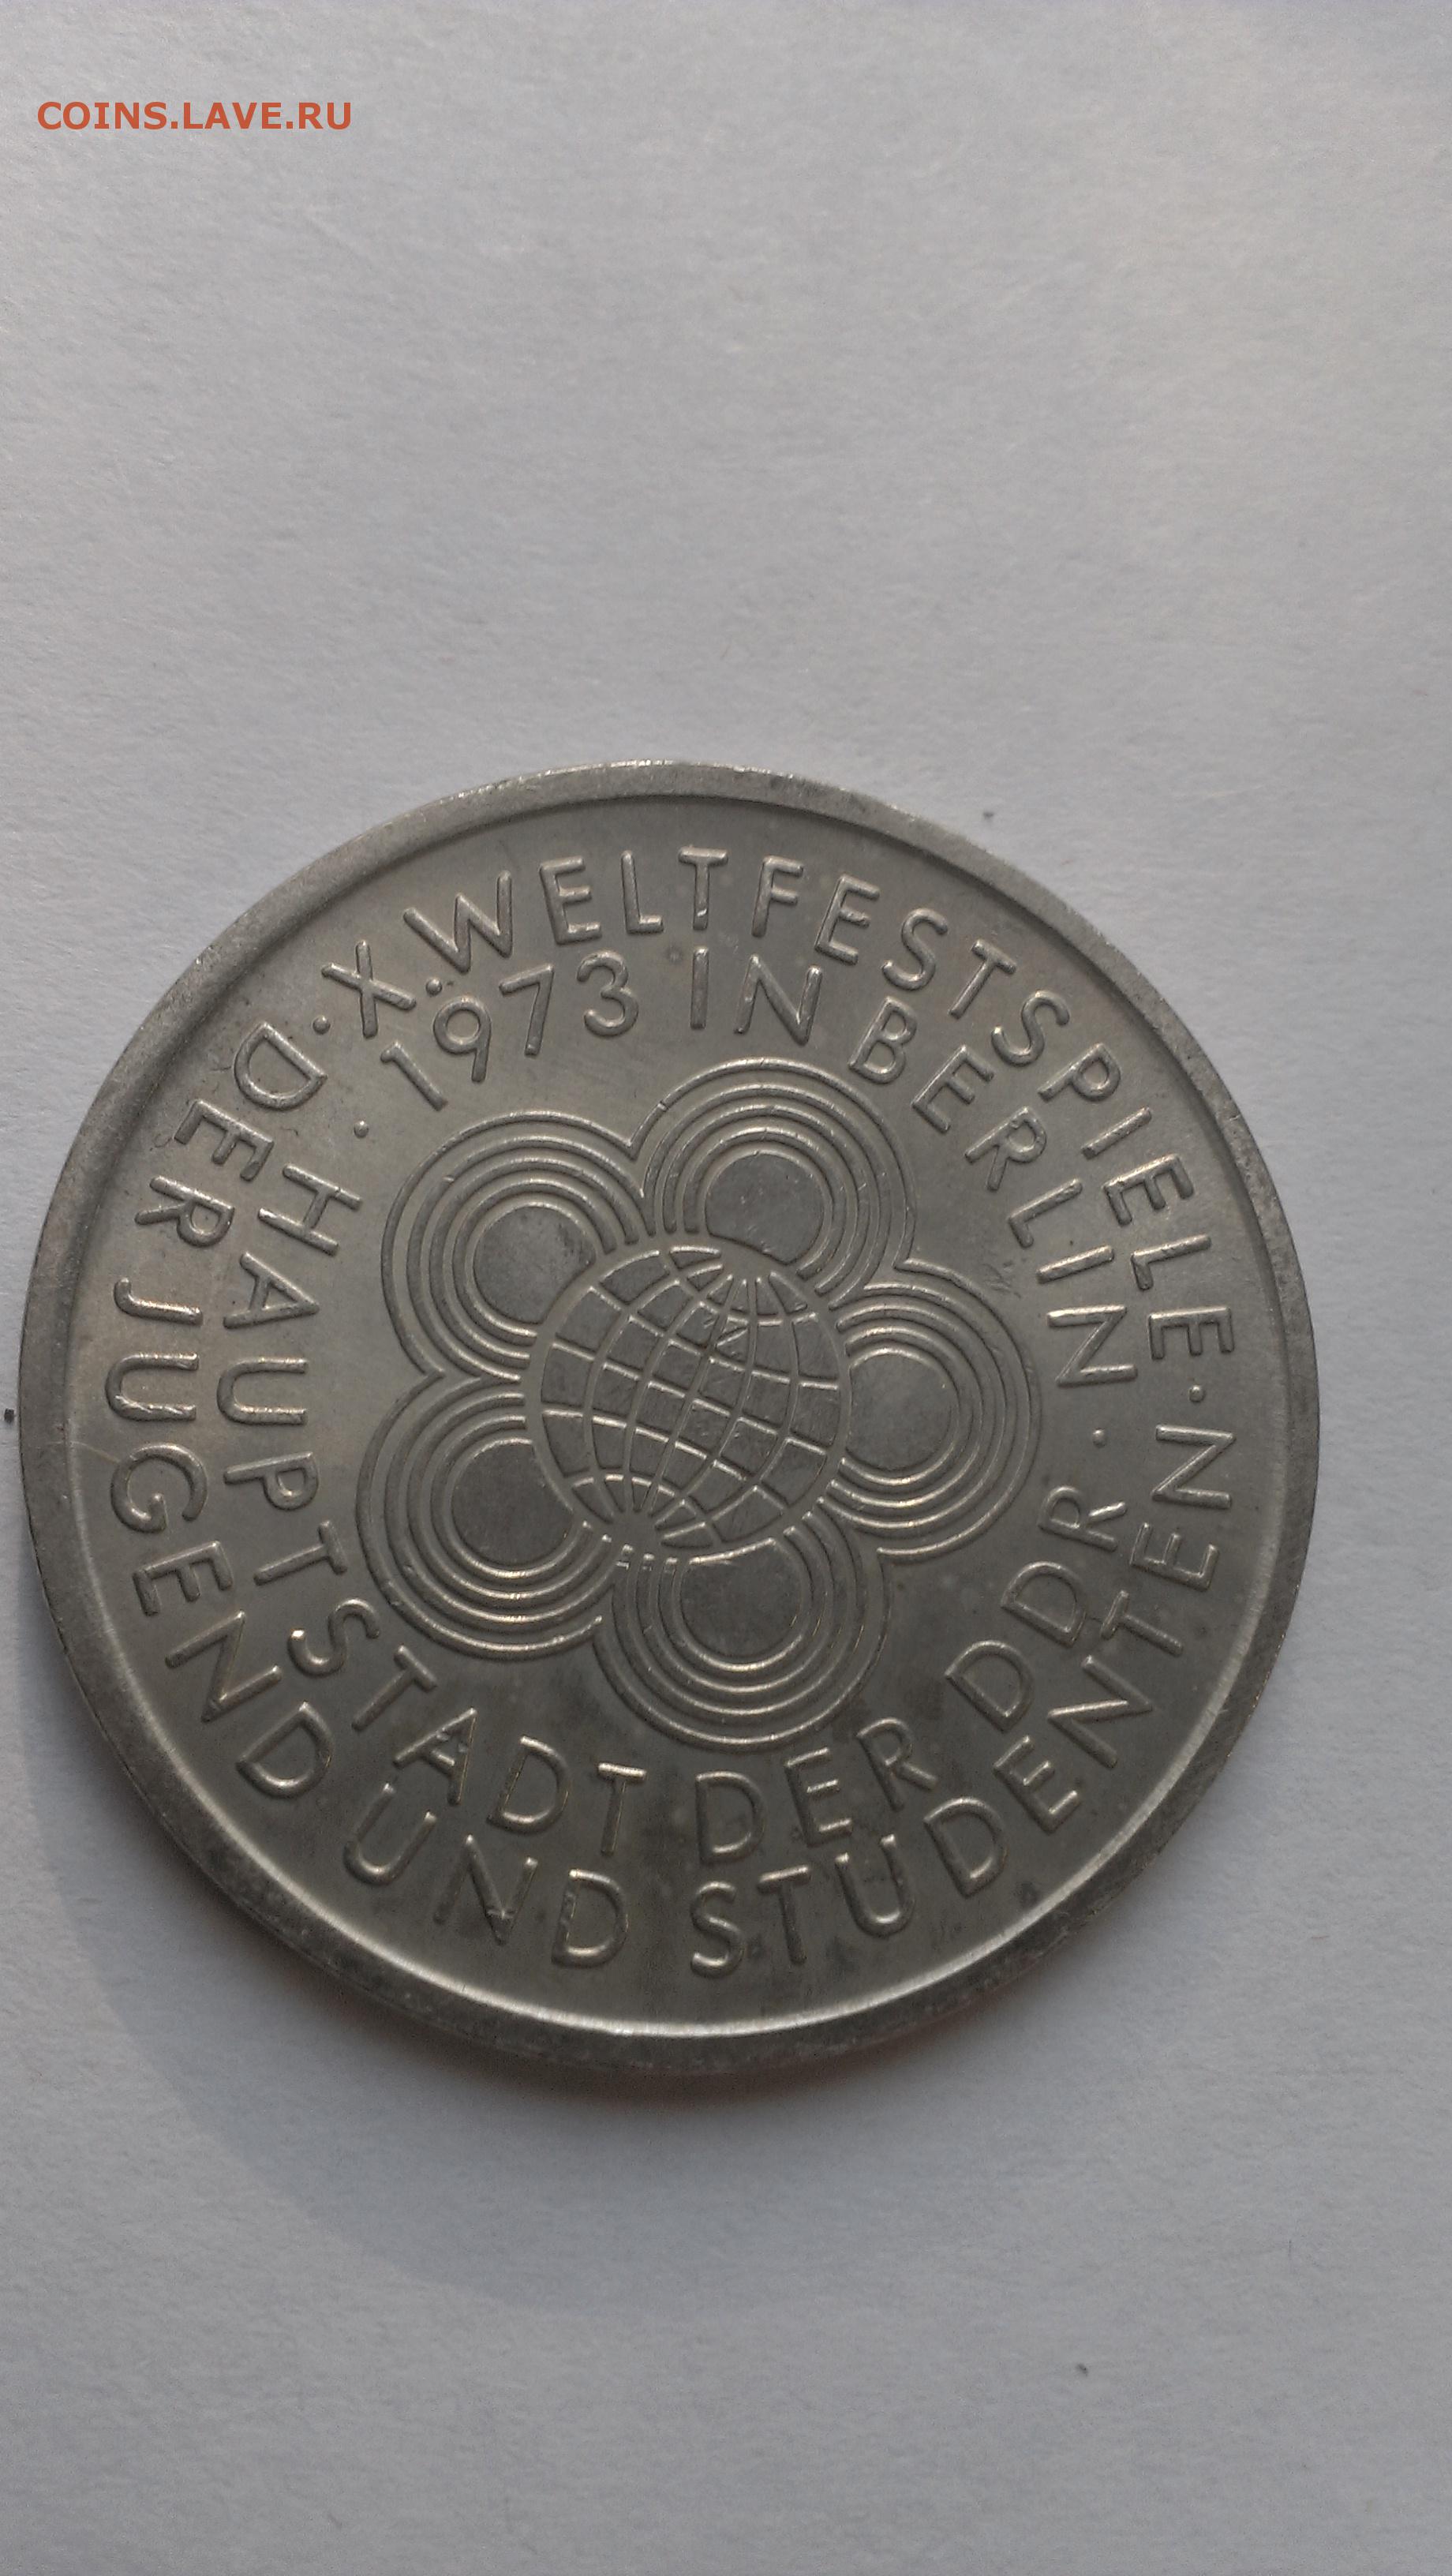 COINS.LAVE.RU
X. WELTFESTSPIELE ·
DER JUGEND UND STUDENTEN ·
1973 IN BERLIN ·
HAUPTSTADT DER DDR ·